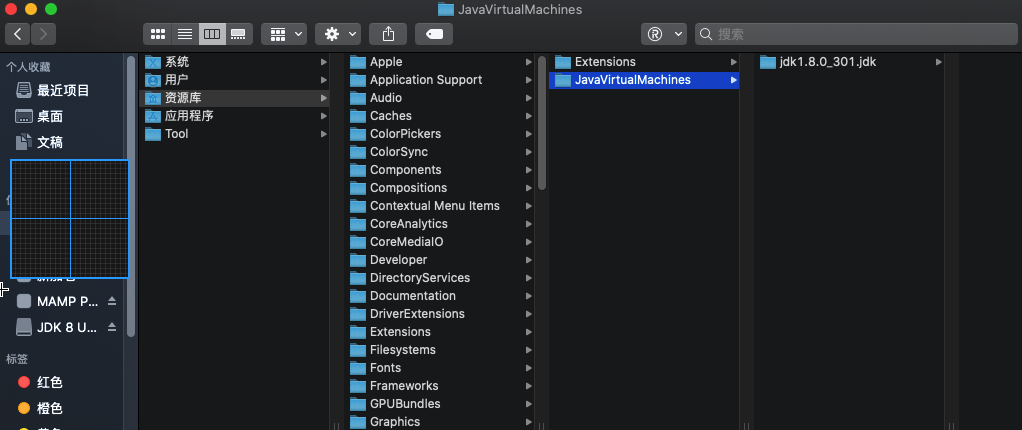 JavaVirtualMachines
搜索
个人收藏
最近项目
桌面
文稿
MAMP P...
JDK 8 U...
标签
红色
橙色
系统
用户
资源库
应用程序
Tool
Apple
Application Support
Audio
Caches
ColorPickers
ColorSync
Components
Compositions
Contextual Menu Items
CoreAnalytics
CoreMediaIO
Developer
DirectoryServices
Documentation
DriverExtensions
Extensions
Filesystems
Fonts
Frameworks
GPUBundles
Graphics
Extensions
JavaVirtualMachines
jdk1.8.0_301.jdk